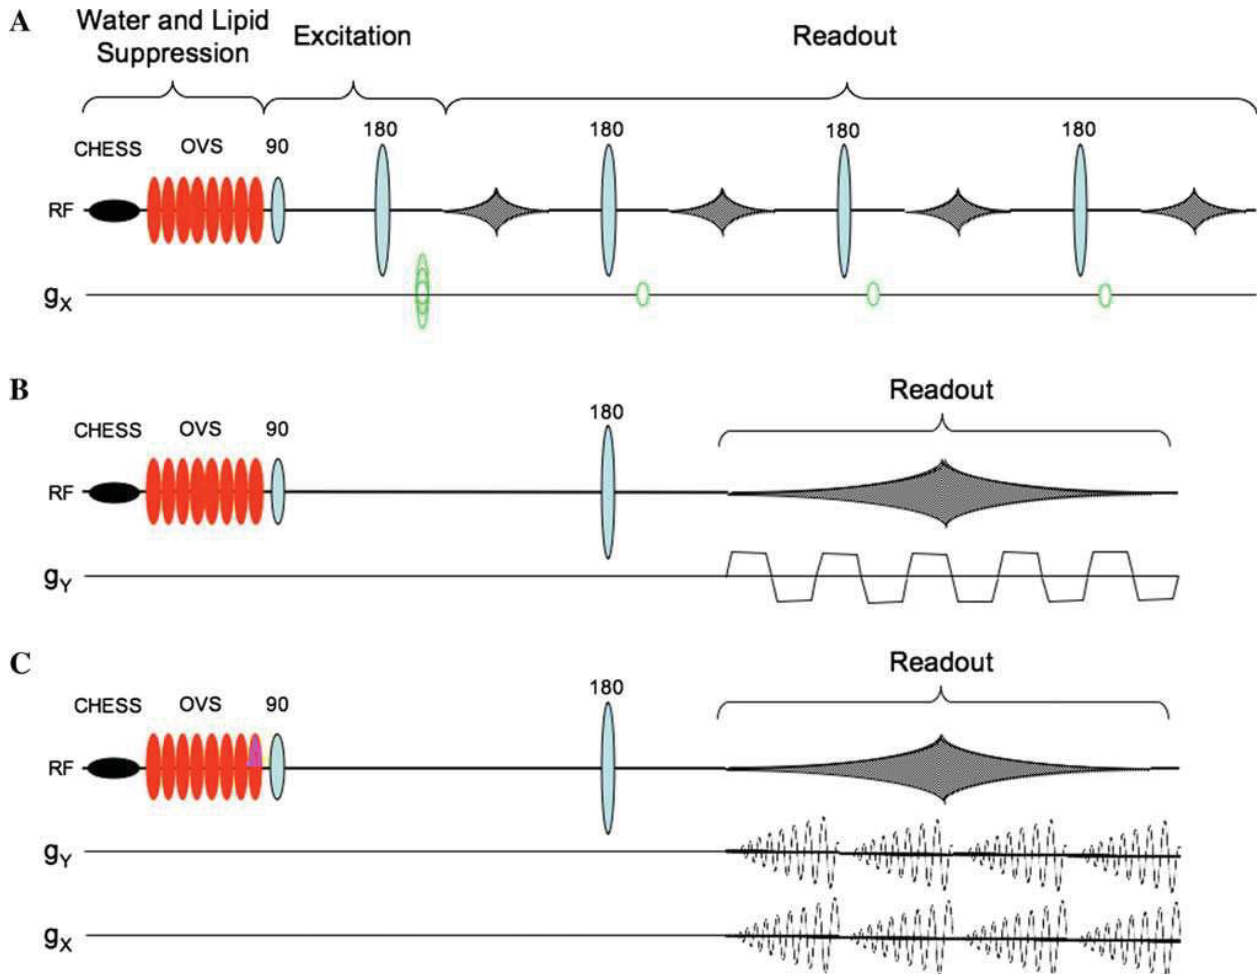 A
Water and Lipid
Suppression
Excitation
Readout
CHESS
OVS
90
180
180
180
180
RF
gX
B
Readout
CHESS
OVS
90
180
RF
gY
C
Readout
CHESS
OVS
90
180
RF
gY
gX